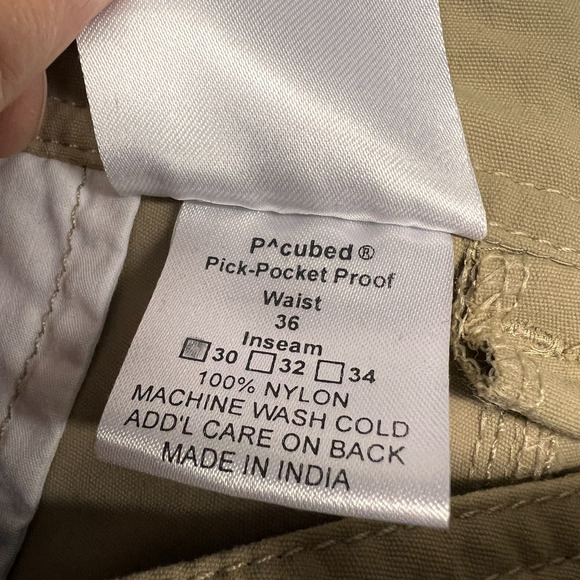 P^cubed ®
Pick-Pocket Proof
Waist
36
Inseam
30 32 34
100% NYLON
MACHINE WASH COLD
ADD'L CARE ON BACK
MADE IN INDIA